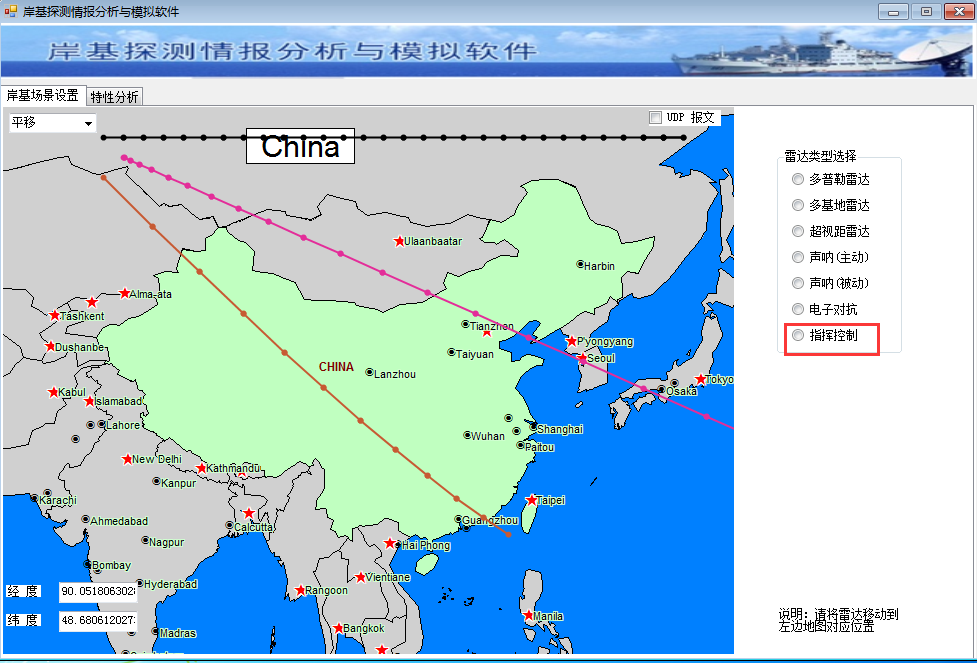 岸基探测情报分析与模拟软件
岸基探测情报分析与模拟软件
岸基场景设置
特性分析
平移
UDP 报文
China
雷达类型选择
多普勒雷达
多基地雷达
超视距雷达
声呐(主动)
声呐(被动)
电子对抗
指挥控制
Ulaanbaatar
Harbin
Alma-ata
Tashkent
Tianzhen
P'yongyang
Dushanbe
Taiyuan
Seoul
CHINA
Lanzhou
Tokyo
Kabul
Osaka
Islamabad
Lahore
Shanghai
Wuhan
Paitou
New Delhi
Kathmandu
Kanpur
Karachi
Taipei
Ahmedabad
Guangzhou
Calcutta
Nagpur
Hai Phong
Bombay
Vientiane
Hyderabad
Rangoon
经 度
90.0518063028
纬 度
48.6806120273
Manila
Bangkok
Madras
说明：请将雷达移动到
左边地图对应位置